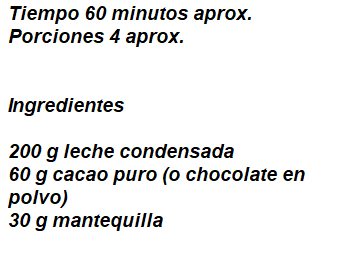 Tiempo 60 minutos aprox.
Porciones 4 aprox.
Ingredientes
200 g leche condensada
60 g cacao puro (o chocolate en
polvo)
30 g mantequilla